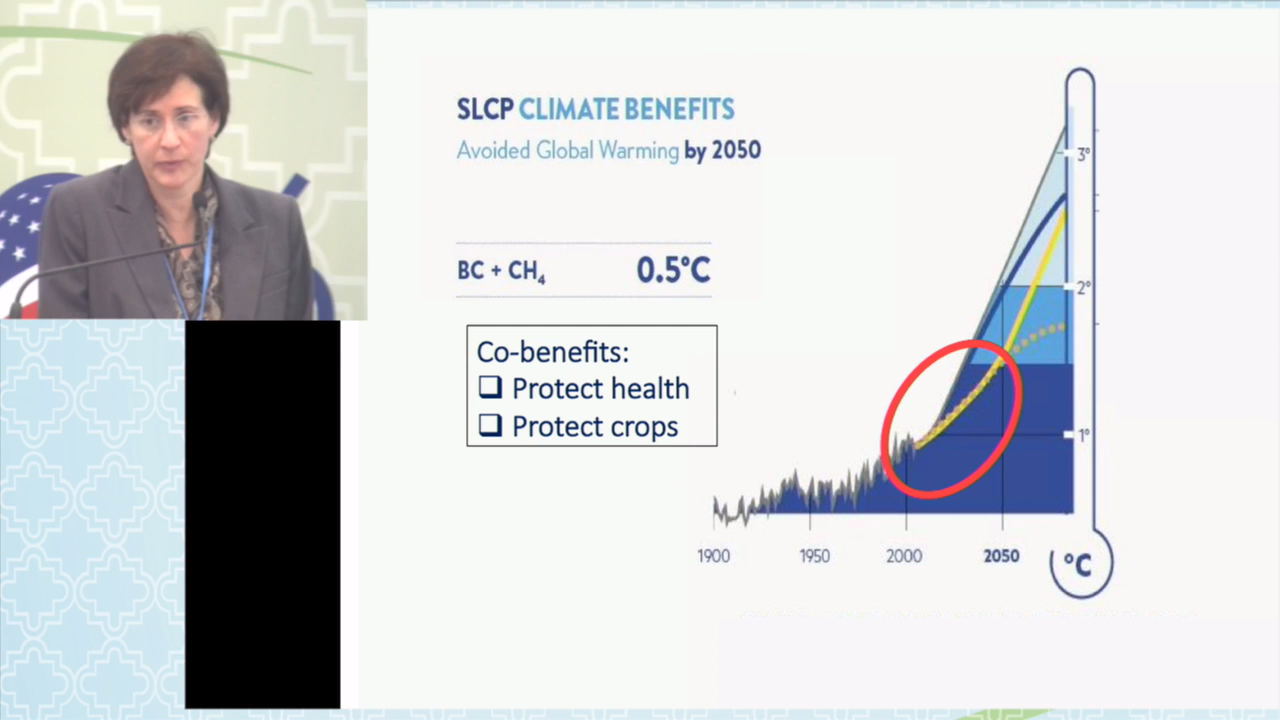 SLCP CLIMATE BENEFITS
Avoided Global Warming by 2050
BC + CH₄ 0.5°C
Co-benefits:
❑ Protect health
❑ Protect crops
3°
2°
1°
1900 1950 2000 2050
°C